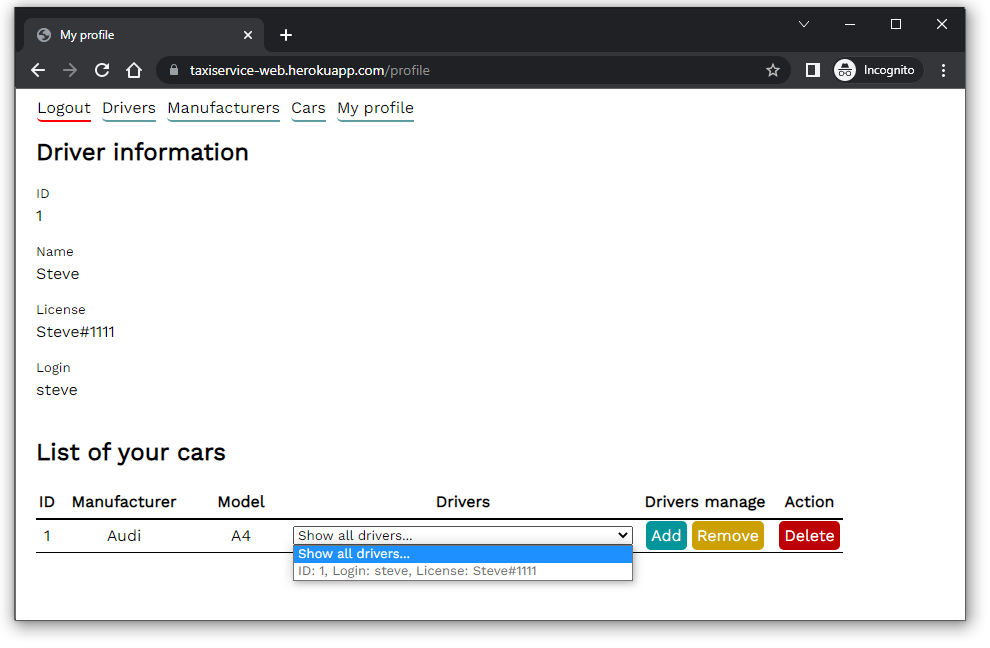 My profile
taxiservice-web.herokuapp.com/profile Incognito
Logout Drivers Manufacturers Cars My profile
Driver information
ID
1
Name
Steve
License
Steve#1111
Login
steve
List of your cars
ID Manufacturer Model Drivers Drivers manage Action
1 Audi A4 Show all drivers... Add Remove Delete
Show all drivers...
ID: 1, Login: steve, License: Steve#1111